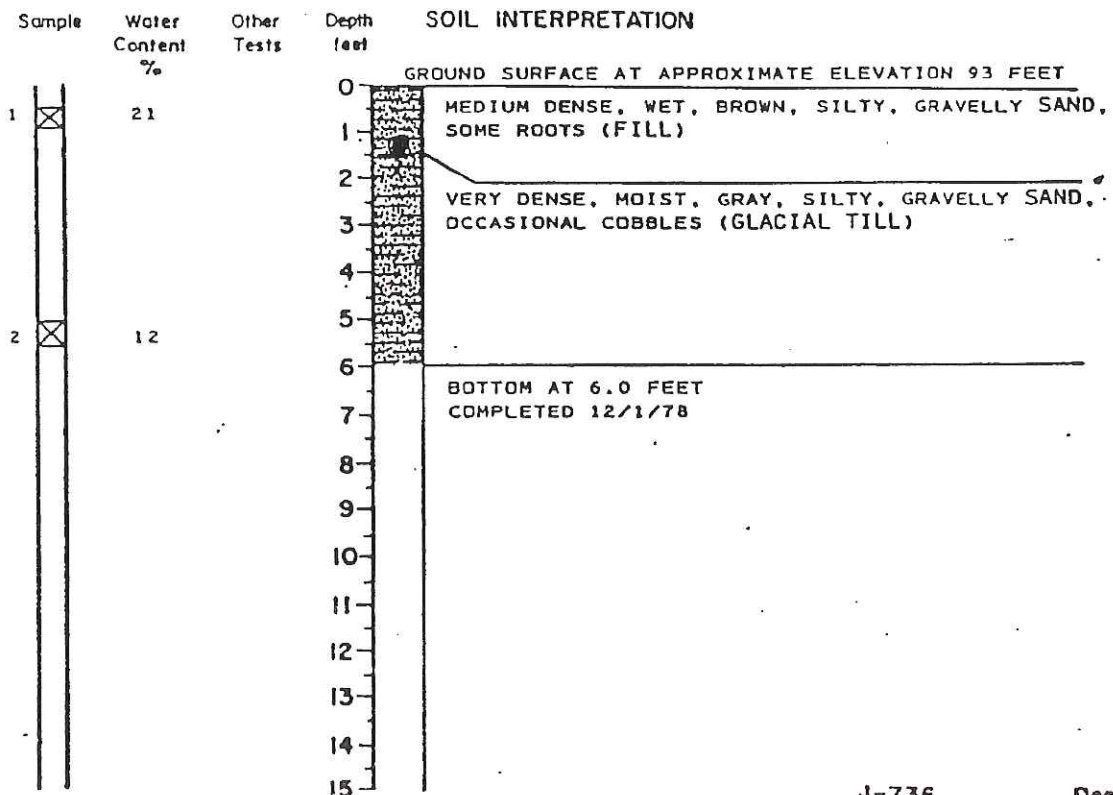 Sample Water Content % Other Tests Depth feet SOIL INTERPRETATION
GROUND SURFACE AT APPROXIMATE ELEVATION 93 FEET
0
1 21
MEDIUM DENSE, WET, BROWN, SILTY, GRAVELLY SAND,
1 SOME ROOTS (FILL)
2
VERY DENSE, MOIST, GRAY, SILTY, GRAVELLY SAND,
3 OCCASIONAL COBBLES (GLACIAL TILL)
4
5
2 12
6
BOTTOM AT 6.0 FEET
7 COMPLETED 12/1/78
8
9
10
11
12
13
14
15
J-736